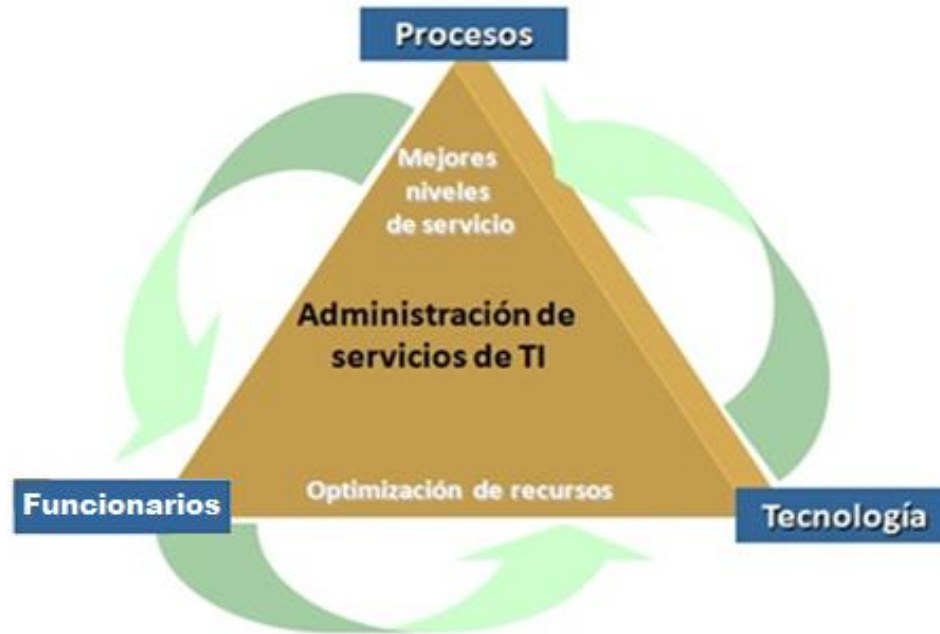 Procesos
Mejores
niveles
de servicio
Administración de
servicios de TI
Optimización de recursos
Funcionarios
Tecnología